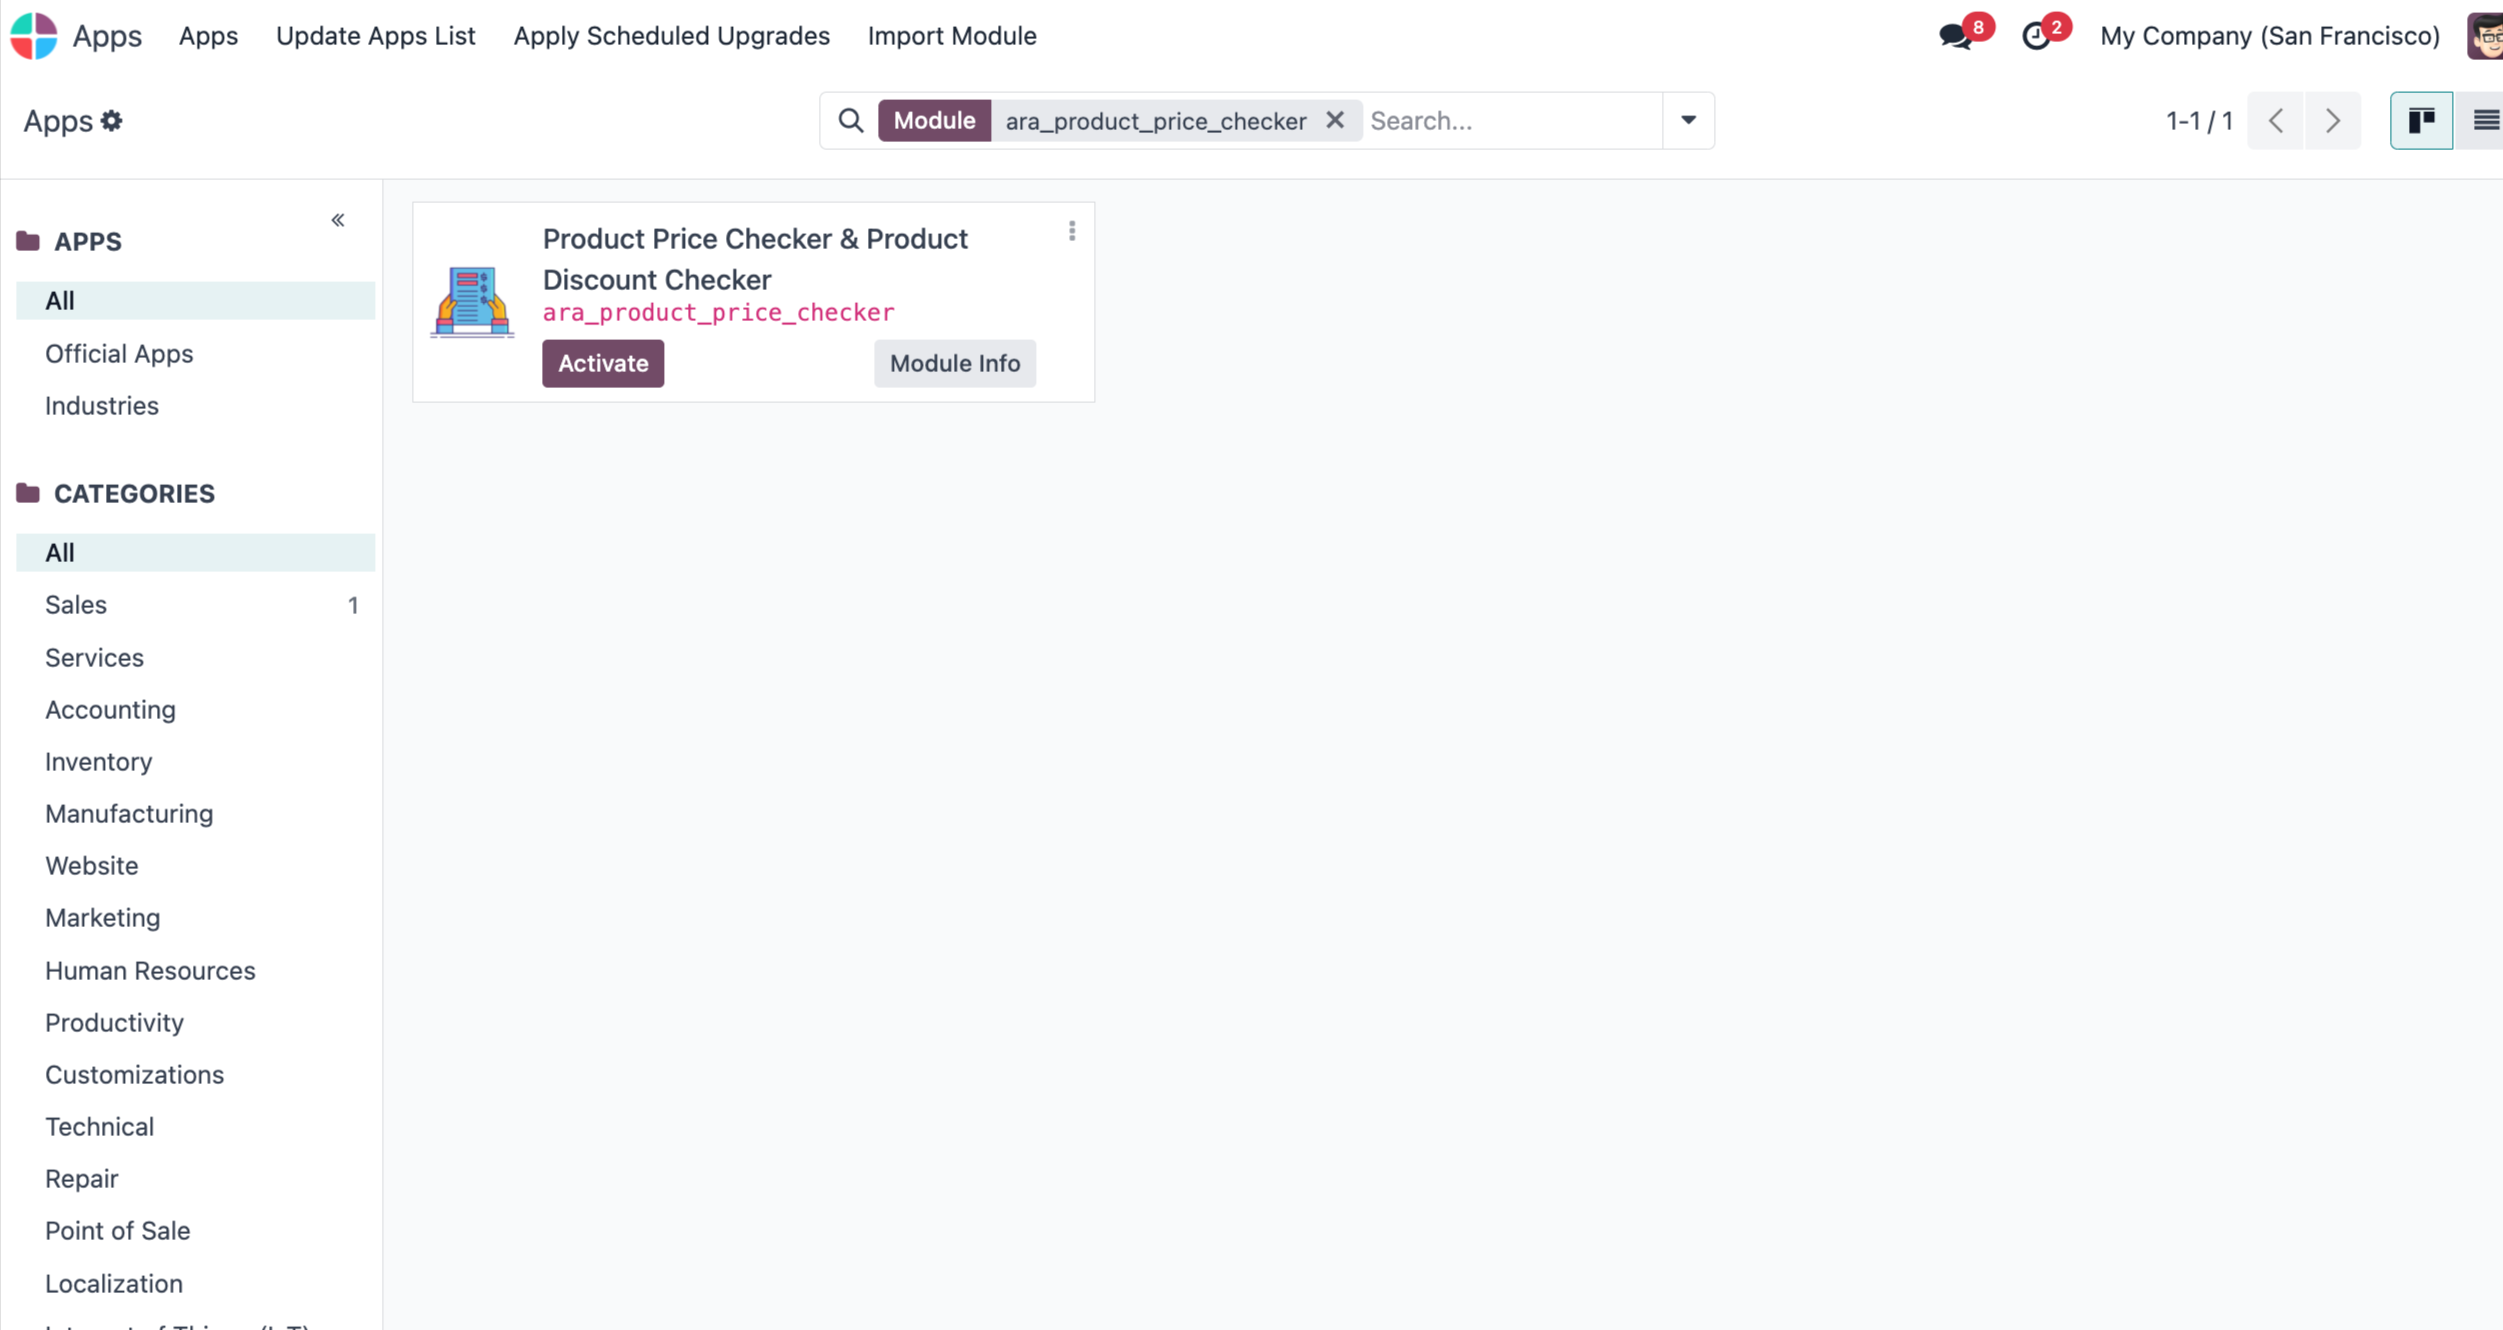 Apps Apps Update Apps List Apply Scheduled Upgrades Import Module 8 2 My Company (San Francisco)
Apps Module ara_product_price_checker Search... 1-1 / 1
APPS
All
Official Apps
Industries
CATEGORIES
All
Sales 1
Services
Accounting
Inventory
Manufacturing
Website
Marketing
Human Resources
Productivity
Customizations
Technical
Repair
Point of Sale
Localization
Product Price Checker & Product
Discount Checker
ara_product_price_checker
Activate Module Info